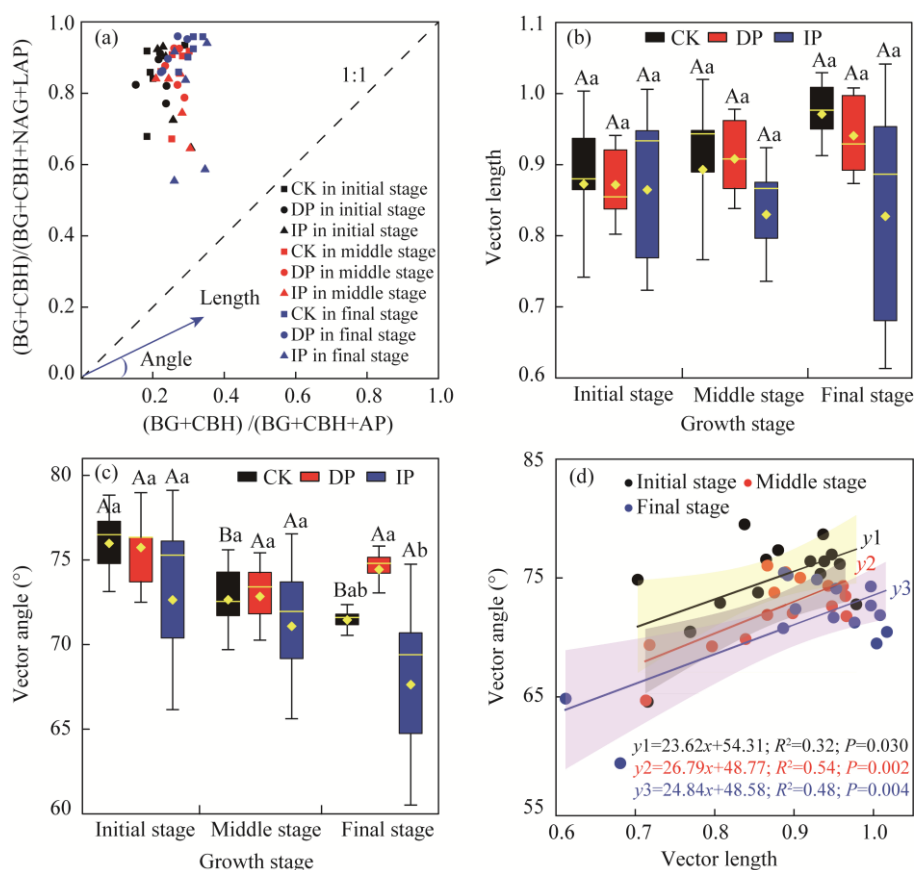 (a)
1.0
0.8
0.6
0.4
0.2
0.0
(BG+CBH)/(BG+CBH+NAG+LAP)
1:1
CK in initial stage
DP in initial stage
IP in initial stage
CK in middle stage
DP in middle stage
IP in middle stage
CK in final stage
DP in final stage
IP in final stage
Length
Angle
0.2 0.4 0.6 0.8 1.0
(BG+CBH) /(BG+CBH+AP)
(b)
CK DP IP
Aa Aa Aa Aa Aa Aa Aa Aa Aa
1.1
1.0
0.9
0.8
0.7
0.6
Vector length
Initial stage Middle stage Final stage
Growth stage
(c)
CK DP IP
Aa Aa Aa Ba Aa Aa Bab Aa Ab
80
75
70
65
60
Vector angle (°)
Initial stage Middle stage Final stage
Growth stage
(d)
Initial stage Middle stage
Final stage
85
75
65
55
Vector angle (°)
y1
y2
y3
y1=23.62x+54.31; R²=0.32; P=0.030
y2=26.79x+48.77; R²=0.54; P=0.002
y3=24.84x+48.58; R²=0.48; P=0.004
0.6 0.7 0.8 0.9 1.0
Vector length